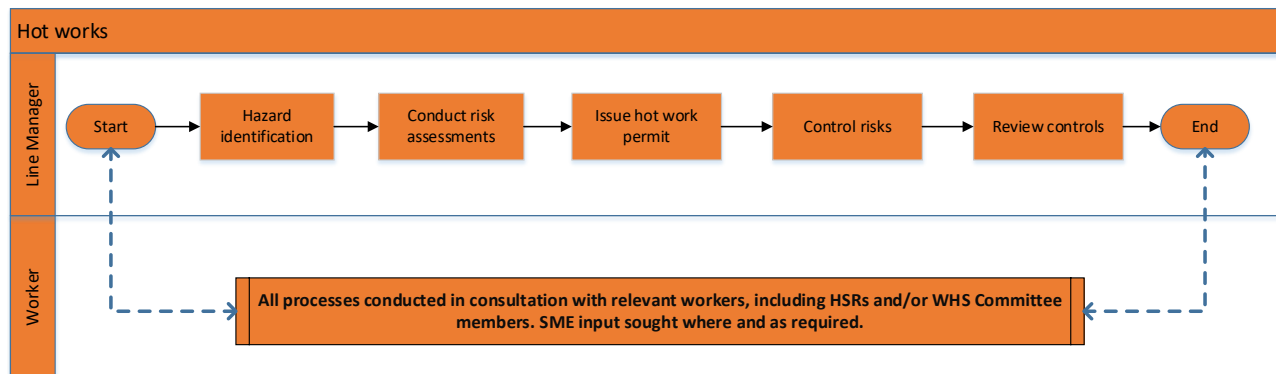 Hot works
Line Manager
Start
Hazard
identification
Conduct risk
assessments
Issue hot work
permit
Control risks
Review controls
End
Worker
All processes conducted in consultation with relevant workers, including HSRs and/or WHS Committee
members. SME input sought where and as required.